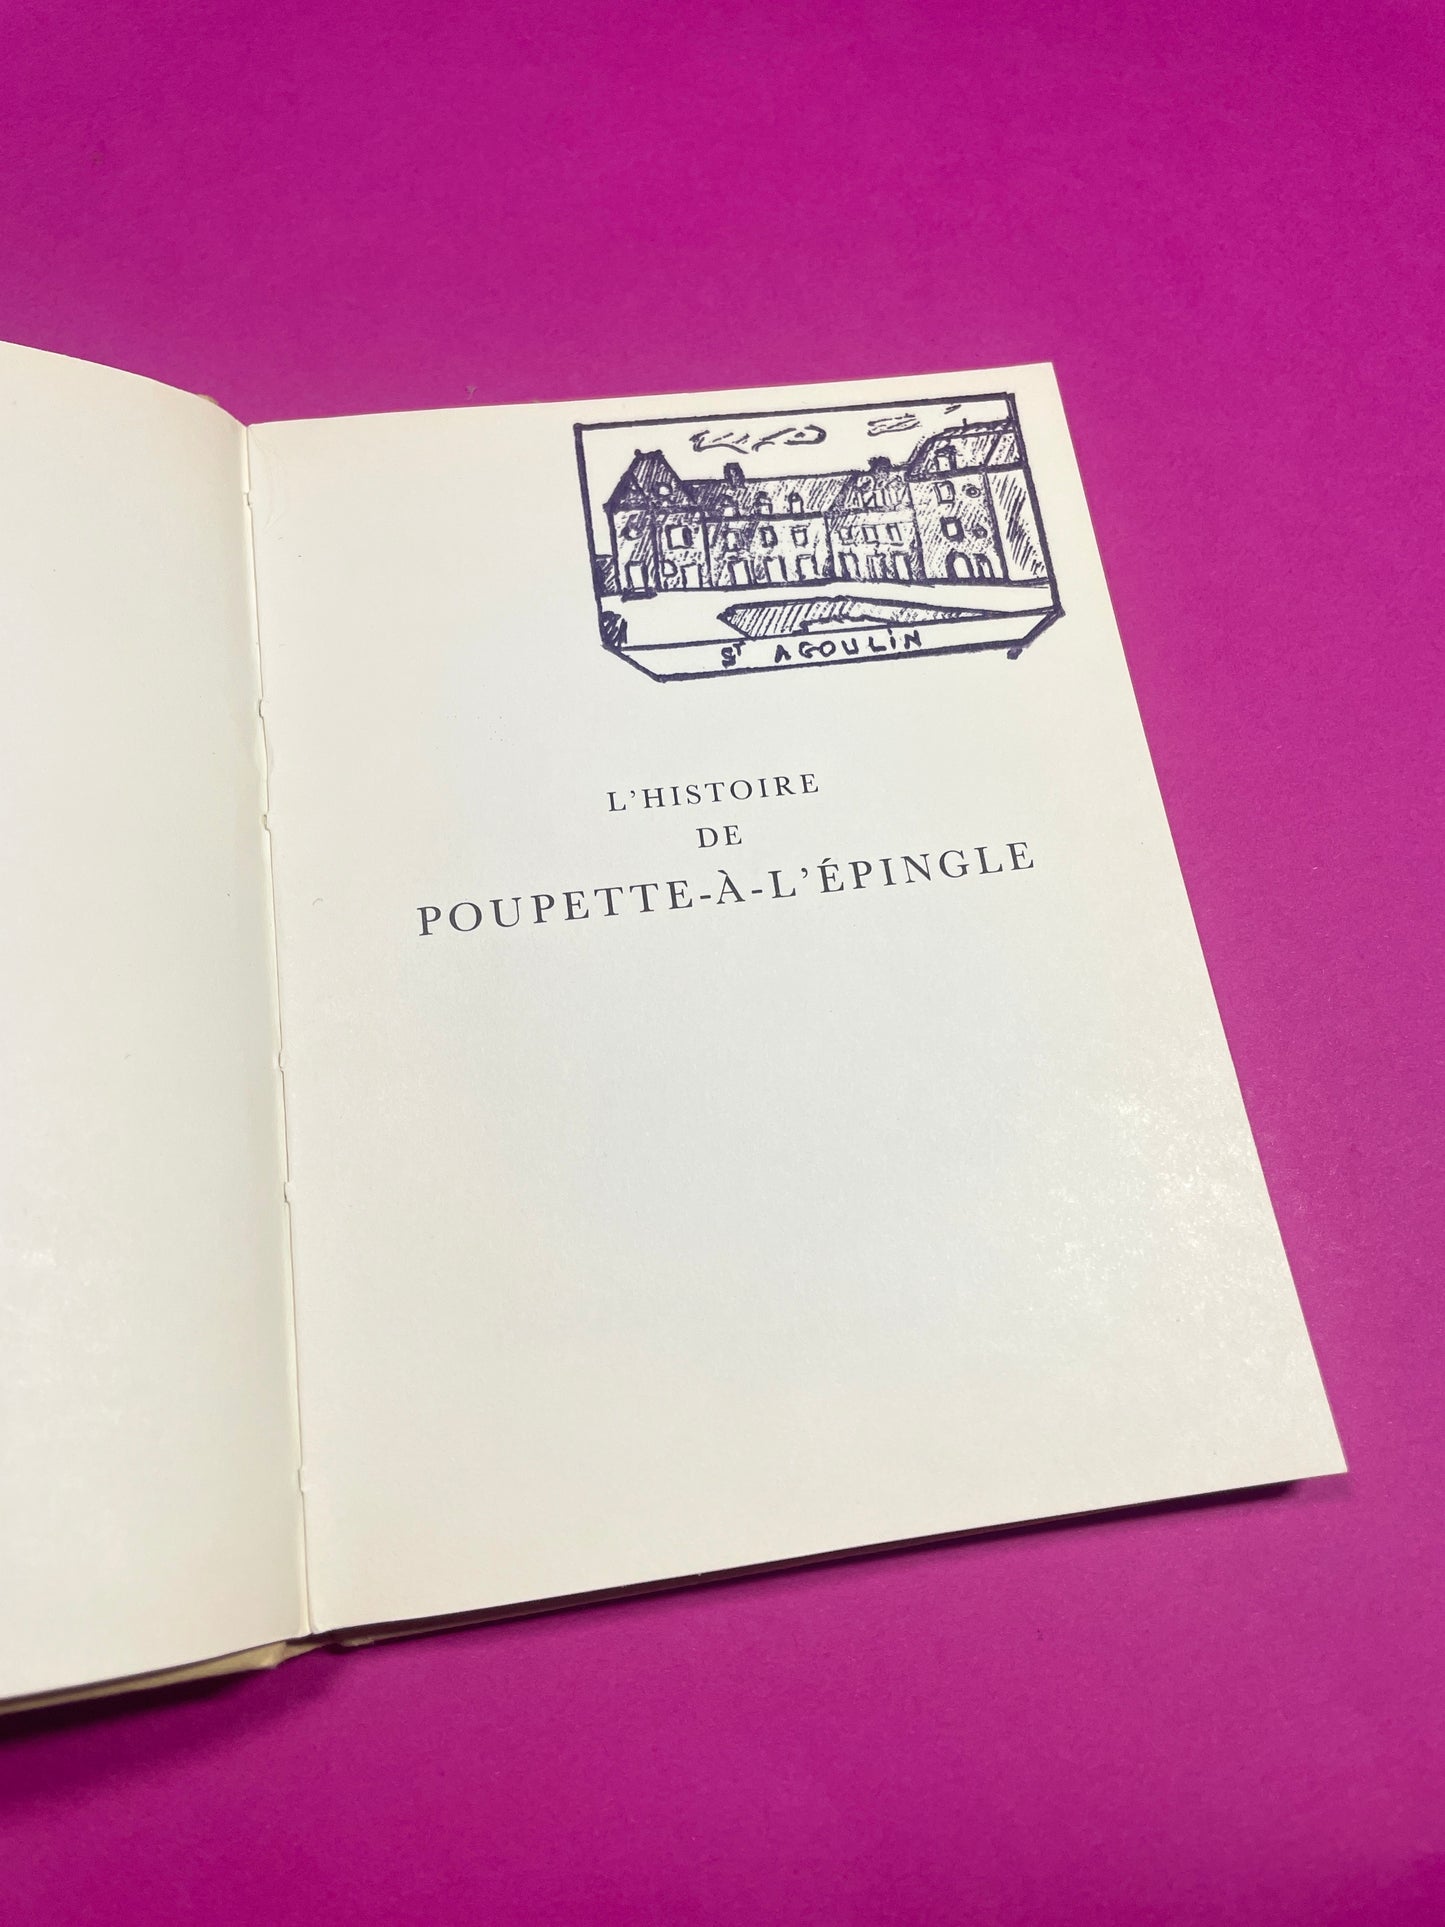 ST AGOULIN
L'HISTOIRE
DE
POUPETTE-À-L'ÉPINGLE